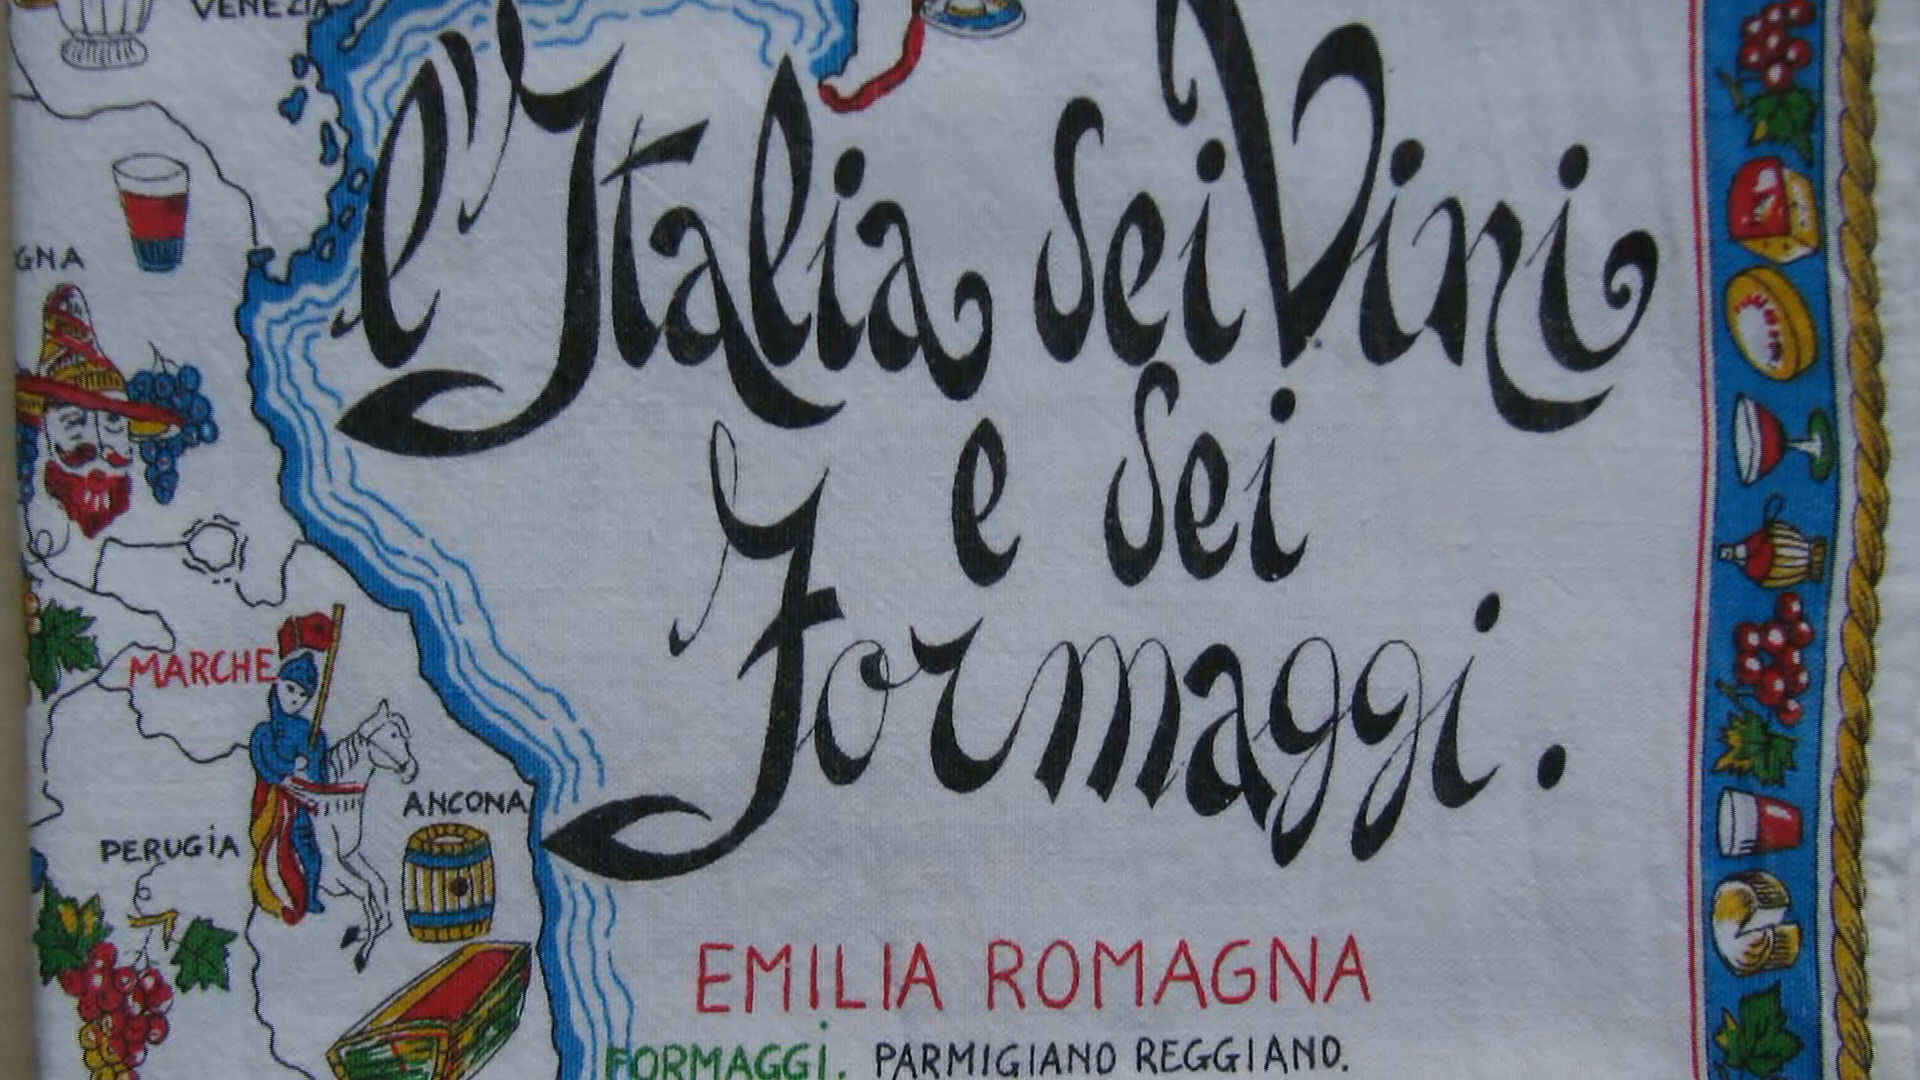 VENEZIA
l'Italia dei Vini
e dei
Formaggi.
GNA
MARCHE
ANCONA
PERUGIA
EMILIA ROMAGNA
FORMAGGI. PARMIGIANO REGGIANO.